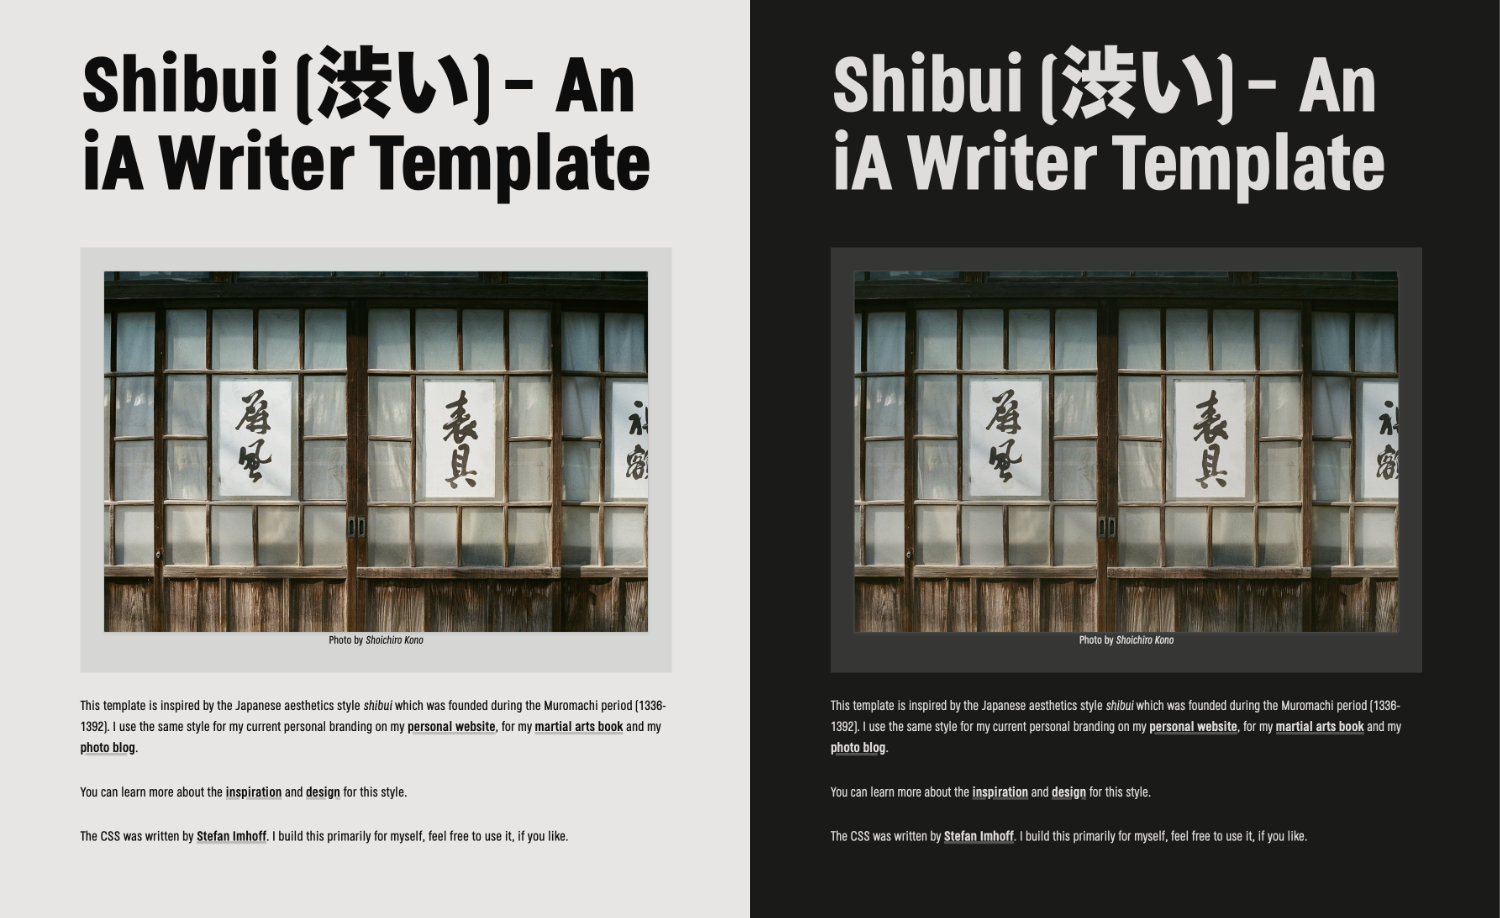 Shibui (渋い) – An
iA Writer Template
屏風
表具
Photo by Shoichiro Kono
This template is inspired by the Japanese aesthetics style shibui which was founded during the Muromachi period (1336-
1392). I use the same style for my current personal branding on my personal website, for my martial arts book and my
photo blog.
You can learn more about the inspiration and design for this style.
The CSS was written by Stefan Imhoff. I build this primarily for myself, feel free to use it, if you like.
Shibui (渋い) – An
iA Writer Template
屏風
表具
Photo by Shoichiro Kono
This template is inspired by the Japanese aesthetics style shibui which was founded during the Muromachi period (1336-
1392). I use the same style for my current personal branding on my personal website, for my martial arts book and my
photo blog.
You can learn more about the inspiration and design for this style.
The CSS was written by Stefan Imhoff. I build this primarily for myself, feel free to use it, if you like.